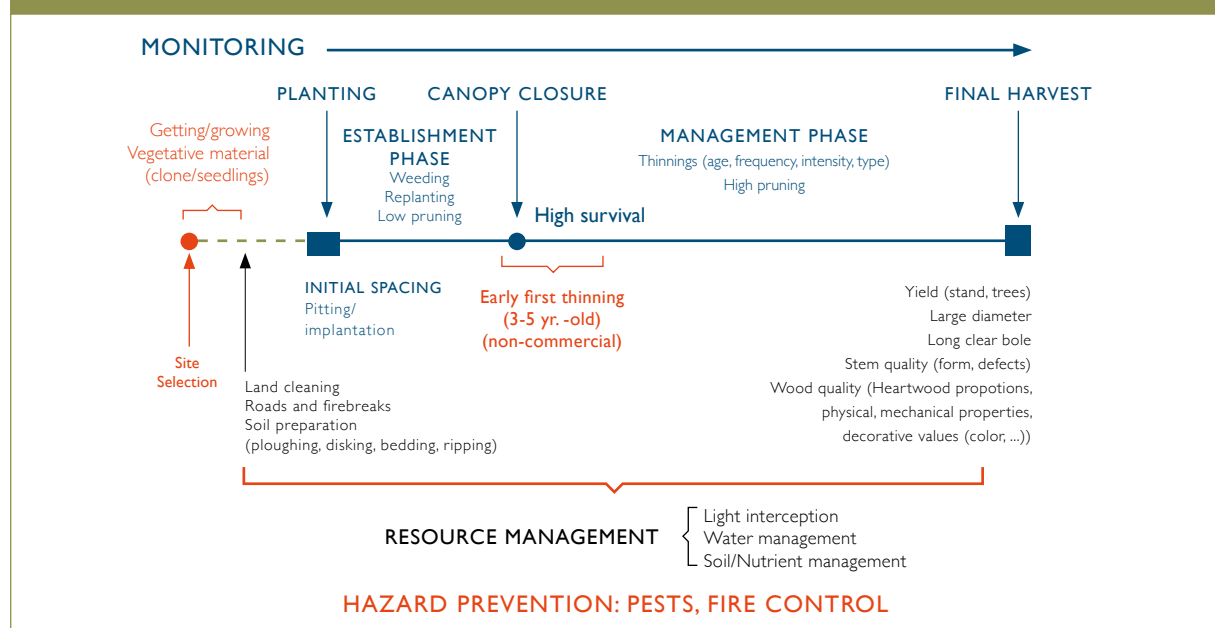 MONITORING
PLANTING
CANOPY CLOSURE
FINAL HARVEST
Getting/growing
Vegetative material
(clone/seedlings)
ESTABLISHMENT
PHASE
Weeding
Replanting
Low pruning
MANAGEMENT PHASE
Thinnings (age, frequency, intensity, type)
High pruning
High survival
INITIAL SPACING
Pitting/
implantation
Early first thinning
(3-5 yr. -old)
(non-commercial)
Site
Selection
Land cleaning
Roads and firebreaks
Soil preparation
(ploughing, disking, bedding, ripping)
Yield (stand, trees)
Large diameter
Long clear bole
Stem quality (form, defects)
Wood quality (Heartwood propotions,
physical, mechanical properties,
decorative values (color, ...))
RESOURCE MANAGEMENT
Light interception
Water management
Soil/Nutrient management
HAZARD PREVENTION: PESTS, FIRE CONTROL